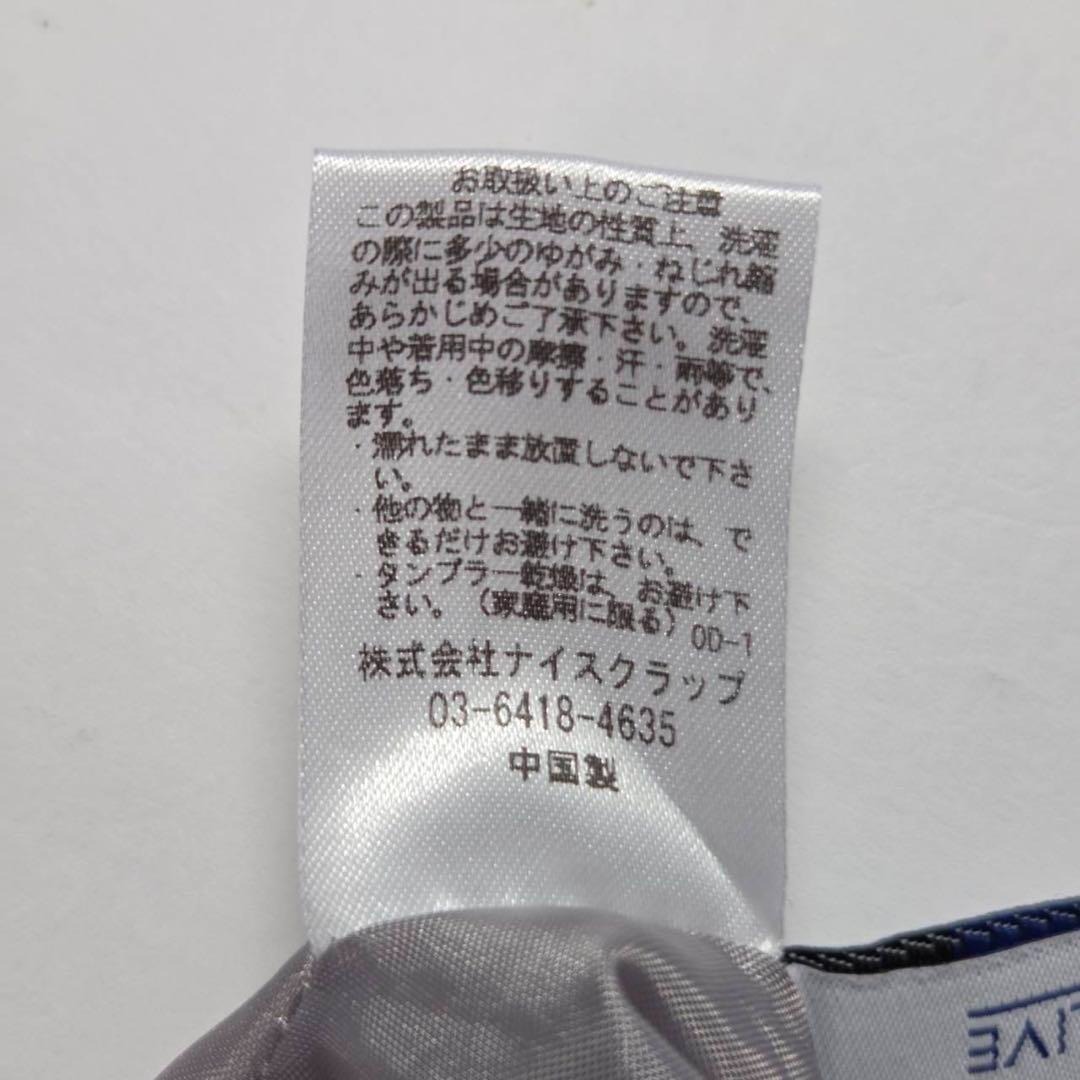 お取扱い上のご注意
この製品は生地の性質上、洗濯
の際に多少のゆがみ・ねじれ縮
みが出る場合がありますので、
あらかじめご了承下さい。洗濯
中や着用中の摩擦・汗・雨等で、
色落ち・色移りすることがあり
ます。
・濡れたまま放置しないで下さ
い。
・他の物と一緒に洗うのは、で
きるだけお避け下さい。
・タンブラー乾燥は、お避け下
さい。（家庭用に限る）OD-1
株式会社ナイスクラップ
03-6418-4635
中国製
LIVE